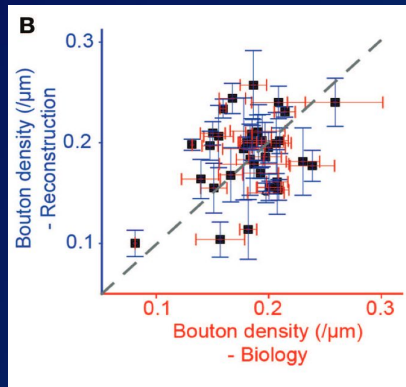 B
0.3
0.2
0.1
Bouton density (/µm)
- Reconstruction
0.1
0.2
0.3
Bouton density (/µm)
- Biology